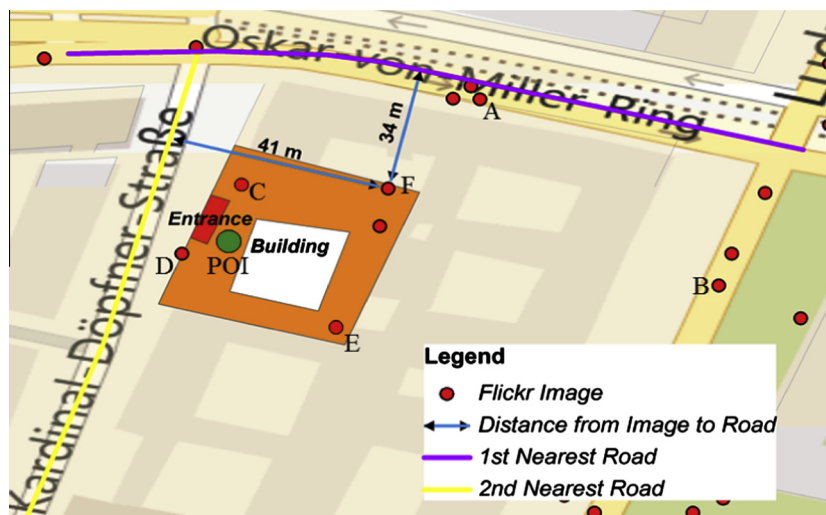 Oskar von Miller Ring
34 m
A
41 m
F
C
Entrance
Building
D
POI
B
E
Kardinal-Döpfner-Straße
Legend
Flickr Image
Distance from Image to Road
1st Nearest Road
2nd Nearest Road